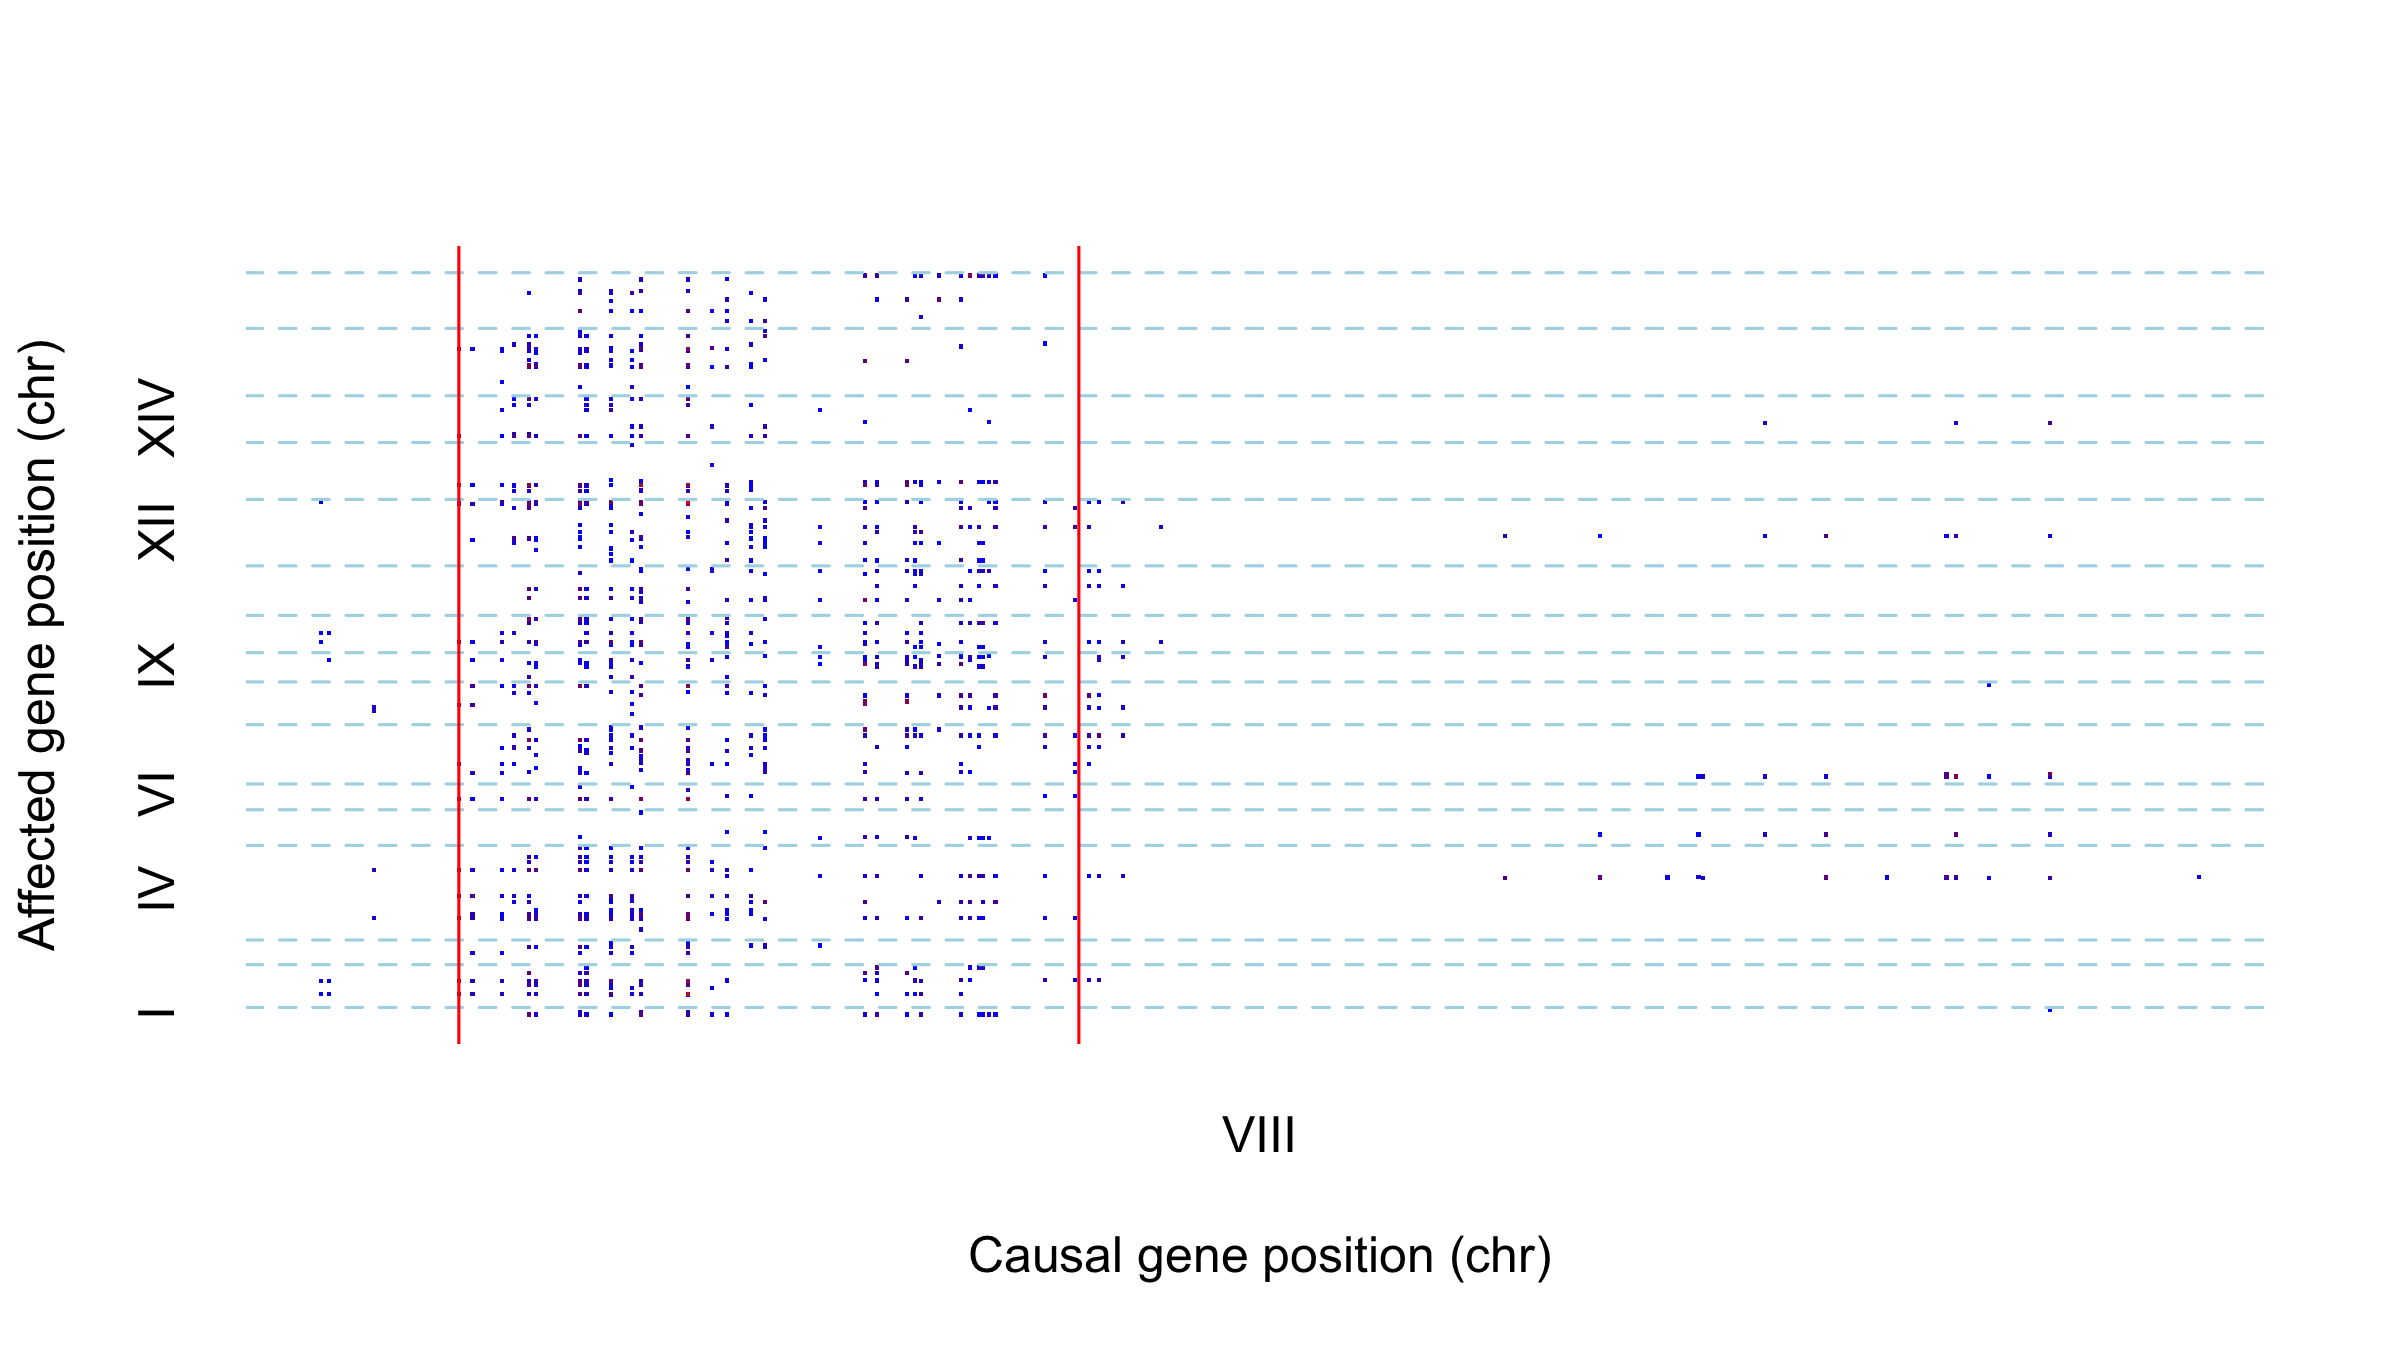 Affected gene position (chr)
XIV
XII
IX
VI
IV
I
VIII
Causal gene position (chr)